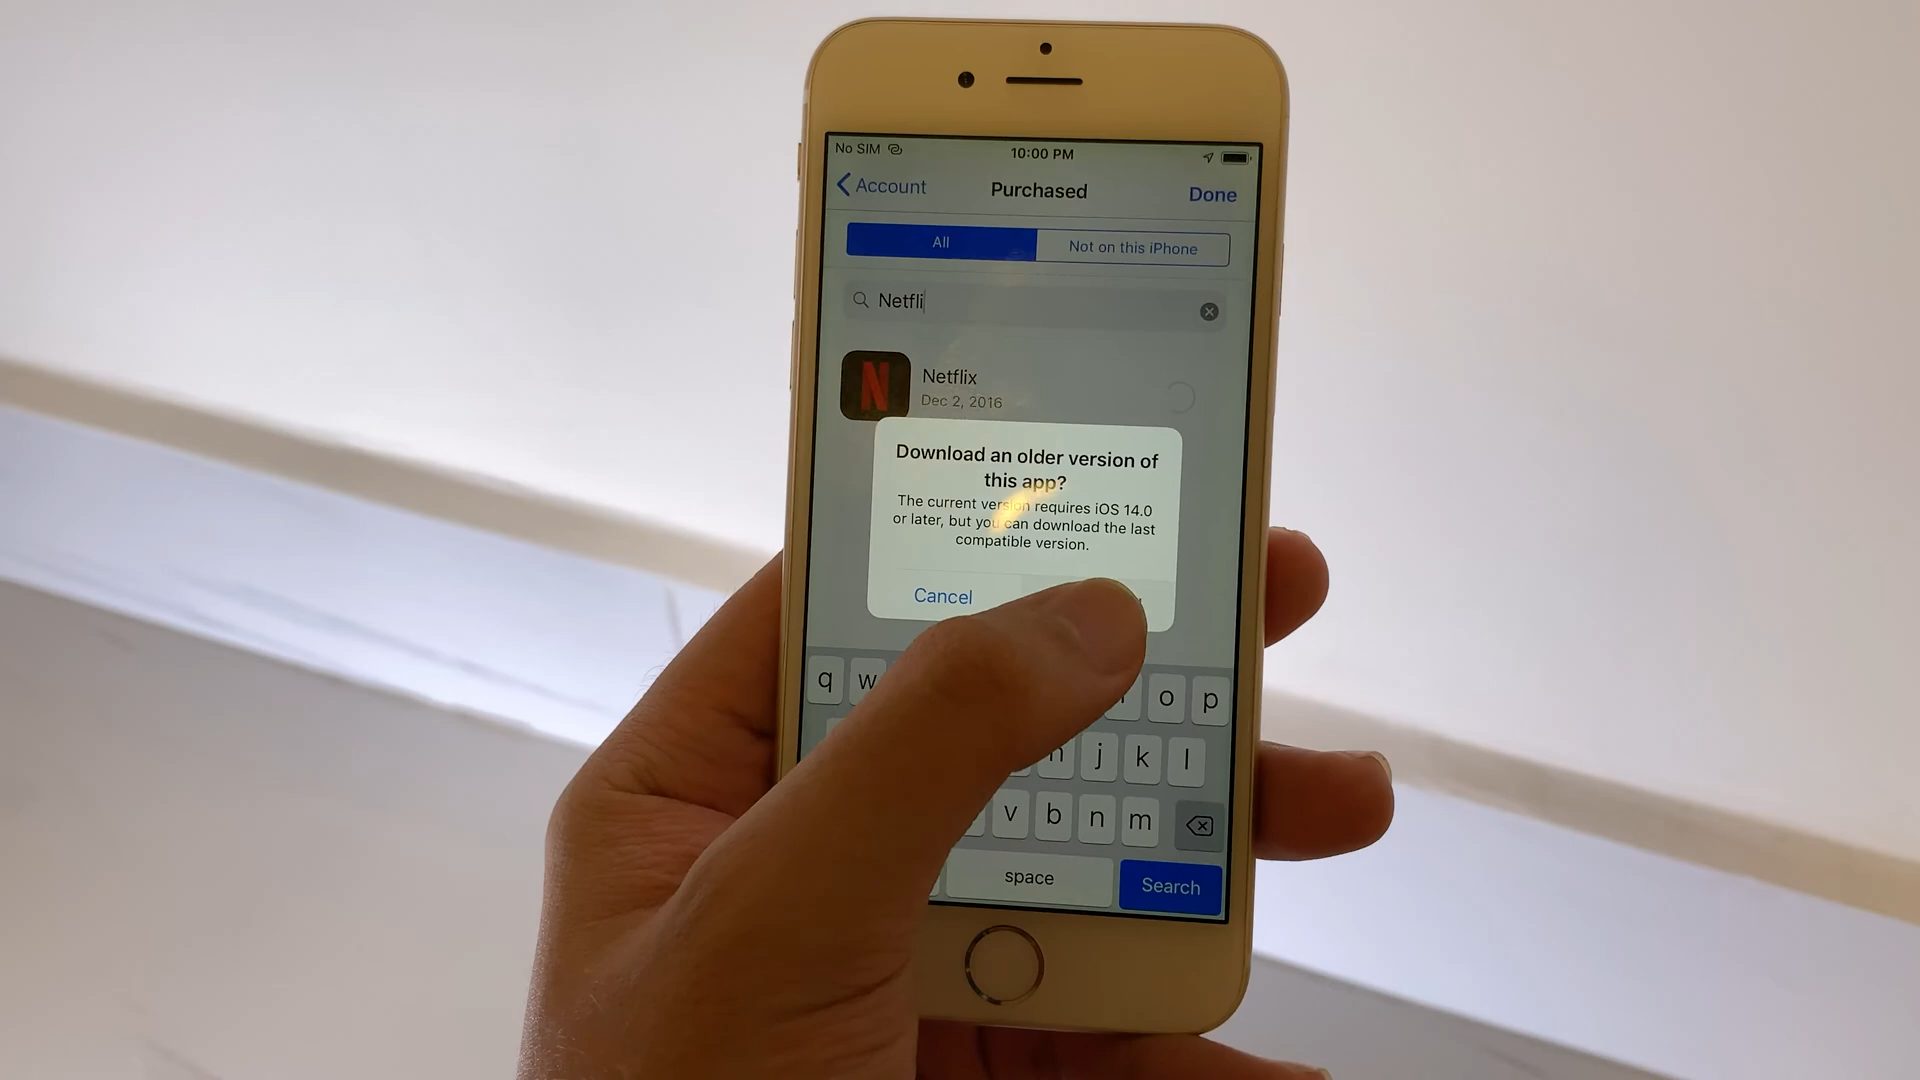 No SIM
10:00 PM
Account
Purchased
Done
All
Not on this iPhone
Netfli
N
Netflix
Dec 2, 2016
Download an older version of
this app?
The current version requires iOS 14.0
or later, but you can download the last
compatible version.
Cancel
q w o p
j k l
v b n m
space
Search